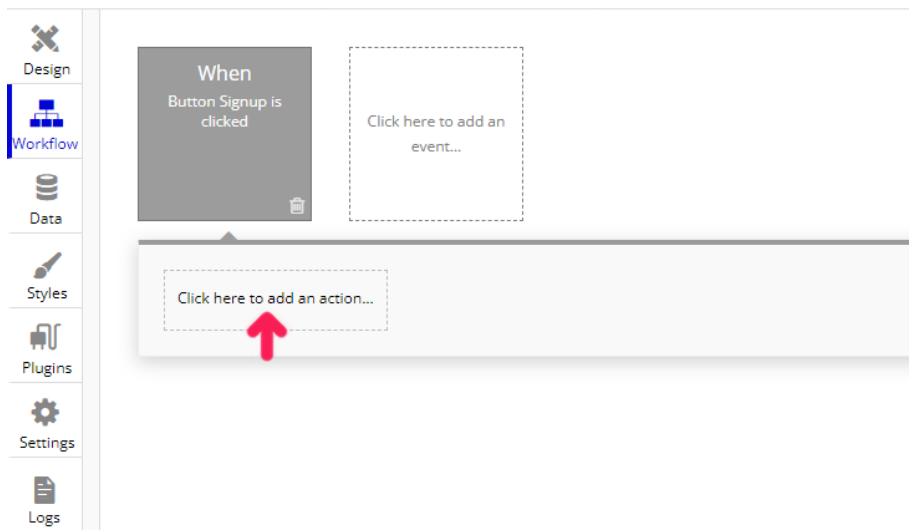 Design
Workflow
Data
Styles
Plugins
Settings
Logs
When
Button Signup is
clicked
Click here to add an
event...
Click here to add an action...